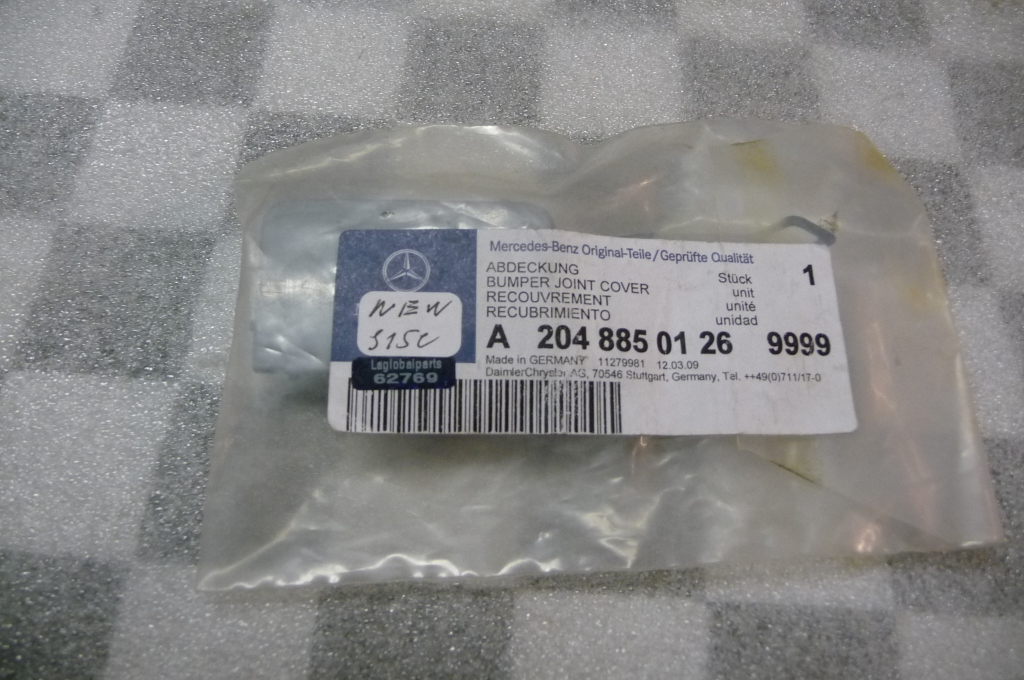 Mercedes-Benz Original-Teile/Geprüfte Qualität
ABDECKUNG
BUMPER JOINT COVER
RECOUVREMENT
RECUBRIMIENTO
Stück 1
unit
unité
unidad
A 204 885 01 26 9999
Made in GERMANY 11279981 12.03.09
DaimlerChrysler AG, 70546 Stuttgart, Germany, Tel. ++49(0)711/17-0
NEW
315C
Laglobalparts
62769